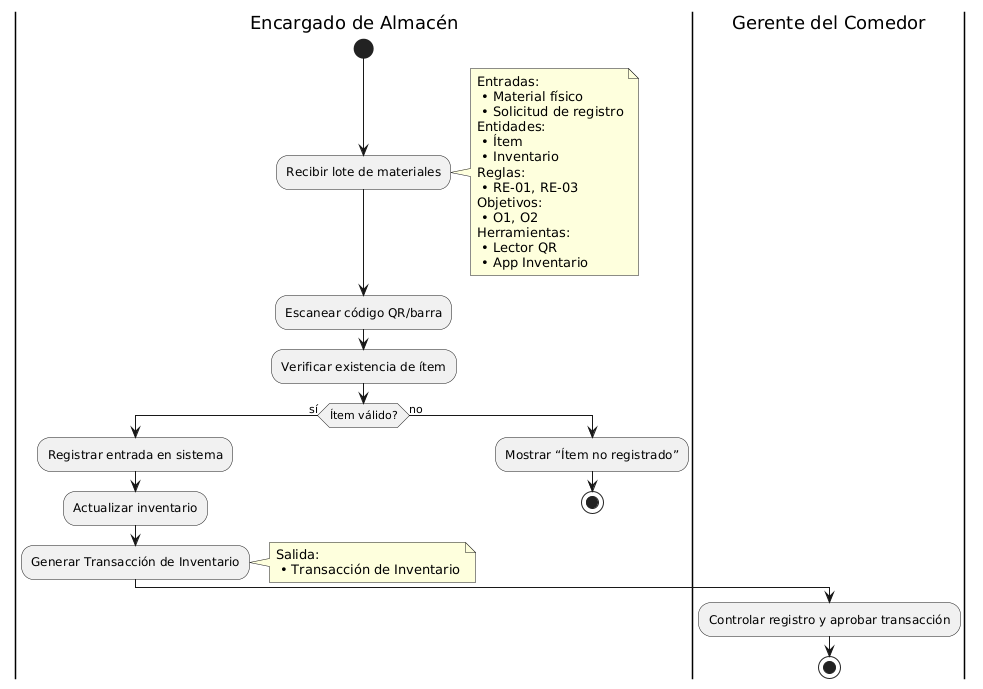 Encargado de Almacén
Gerente del Comedor
Entradas:
• Material físico
• Solicitud de registro
Entidades:
• Ítem
• Inventario
Reglas:
• RE-01, RE-03
Objetivos:
• O1, O2
Herramientas:
• Lector QR
• App Inventario
Recibir lote de materiales
Escanear código QR/barra
Verificar existencia de ítem
sí
Ítem válido?
no
Registrar entrada en sistema
Mostrar “Ítem no registrado”
Actualizar inventario
Generar Transacción de Inventario
Salida:
• Transacción de Inventario
Controlar registro y aprobar transacción